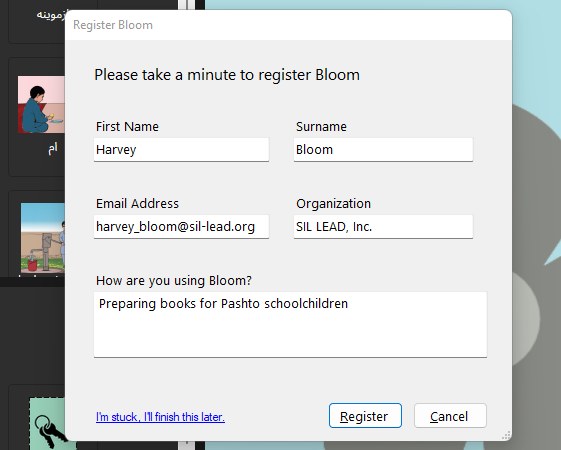 Register Bloom
Please take a minute to register Bloom
First Name
Surname
Harvey
Bloom
Email Address
Organization
harvey_bloom@sil-lead.org
SIL LEAD, Inc.
How are you using Bloom?
Preparing books for Pashto schoolchildren
I'm stuck, I'll finish this later.
Register
Cancel
ازموينه
ام